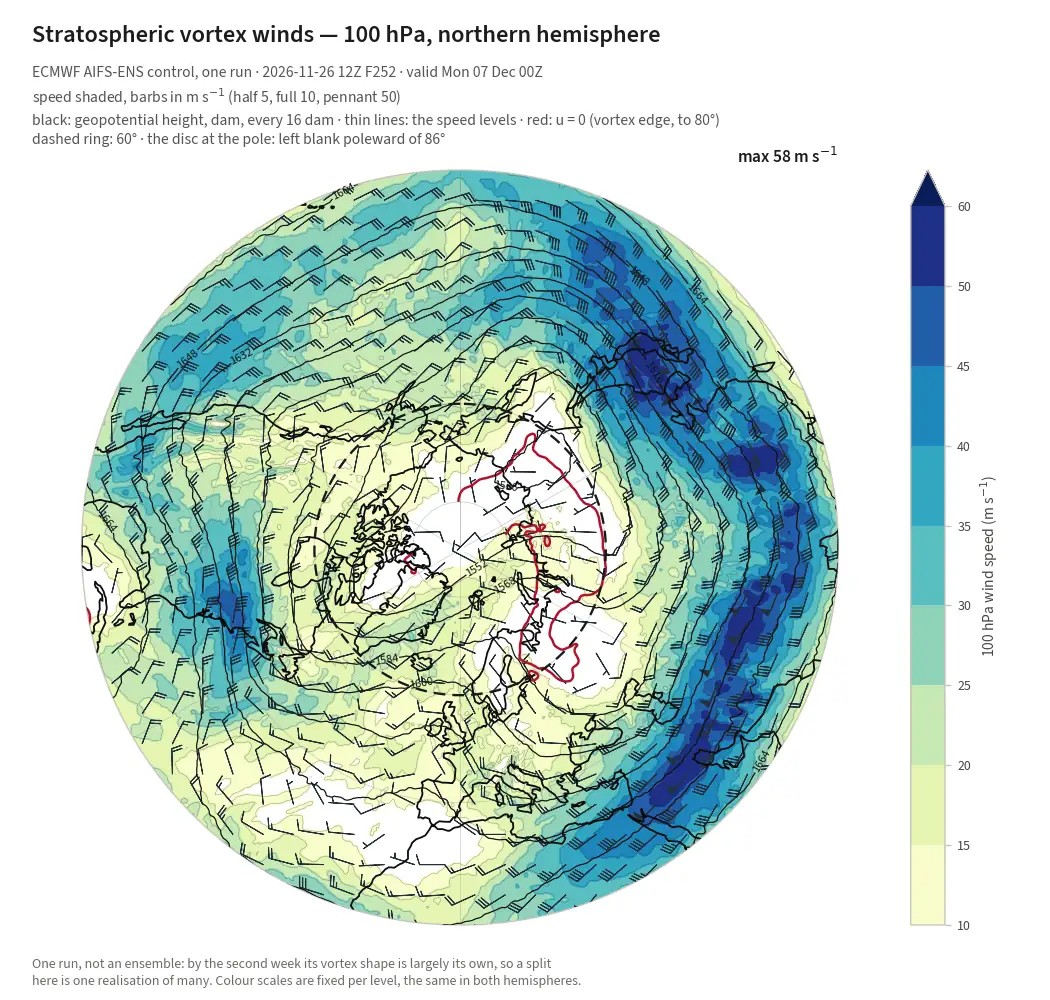 Stratospheric vortex winds — 100 hPa, northern hemisphere
ECMWF AIFS-ENS control, one run · 2026-11-26 12Z F252 · valid Mon 07 Dec 00Z
speed shaded, barbs in m s⁻¹ (half 5, full 10, pennant 50)
black: geopotential height, dam, every 16 dam · thin lines: the speed levels · red: u = 0 (vortex edge, to 80°)
dashed ring: 60° · the disc at the pole: left blank poleward of 86°
max 58 m s⁻¹
1664
1648
1664
1648
1632
1664
1552
1568
1584
1600
1664
60
50
45
40
35
30
25
20
15
10
100 hPa wind speed (m s⁻¹)
One run, not an ensemble: by the second week its vortex shape is largely its own, so a split
here is one realisation of many. Colour scales are fixed per level, the same in both hemispheres.